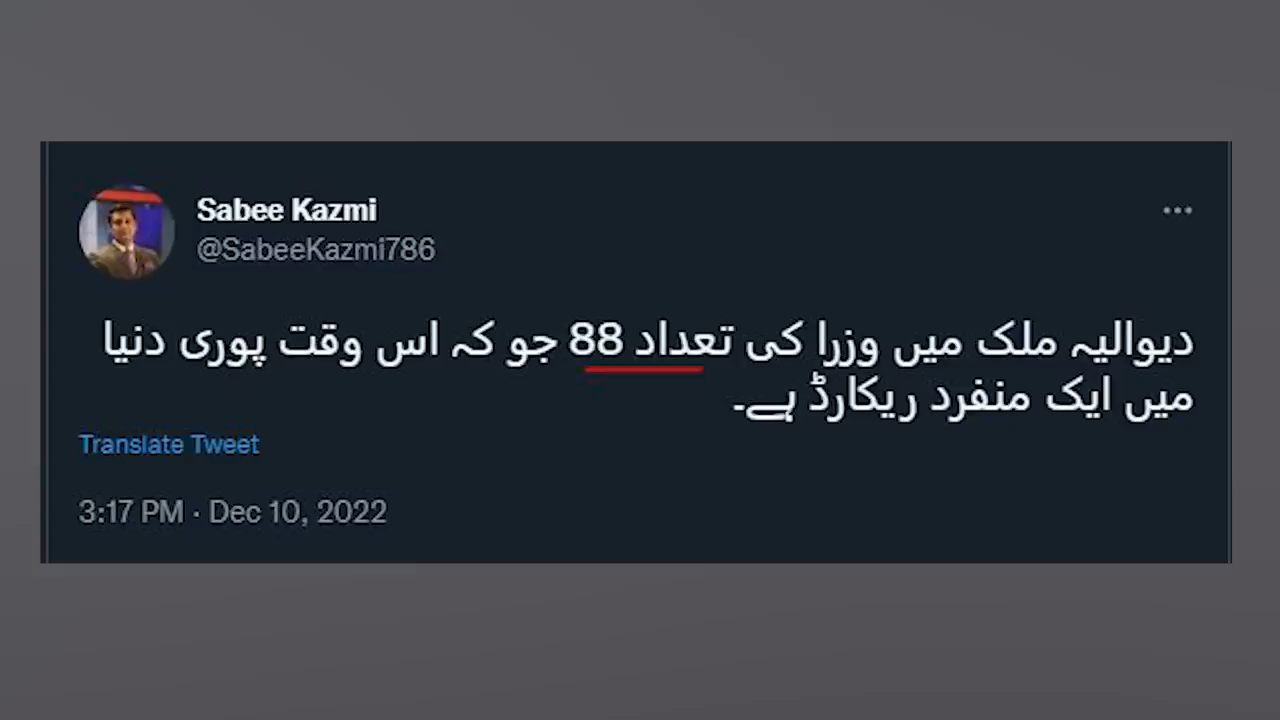 Sabee Kazmi
@SabeeKazmi786
دیوالیہ ملک میں وزرا کی تعداد 88 جو کہ اس وقت پوری دنیا
میں ایک منفرد ریکارڈ ہے۔
Translate Tweet
3:17 PM · Dec 10, 2022